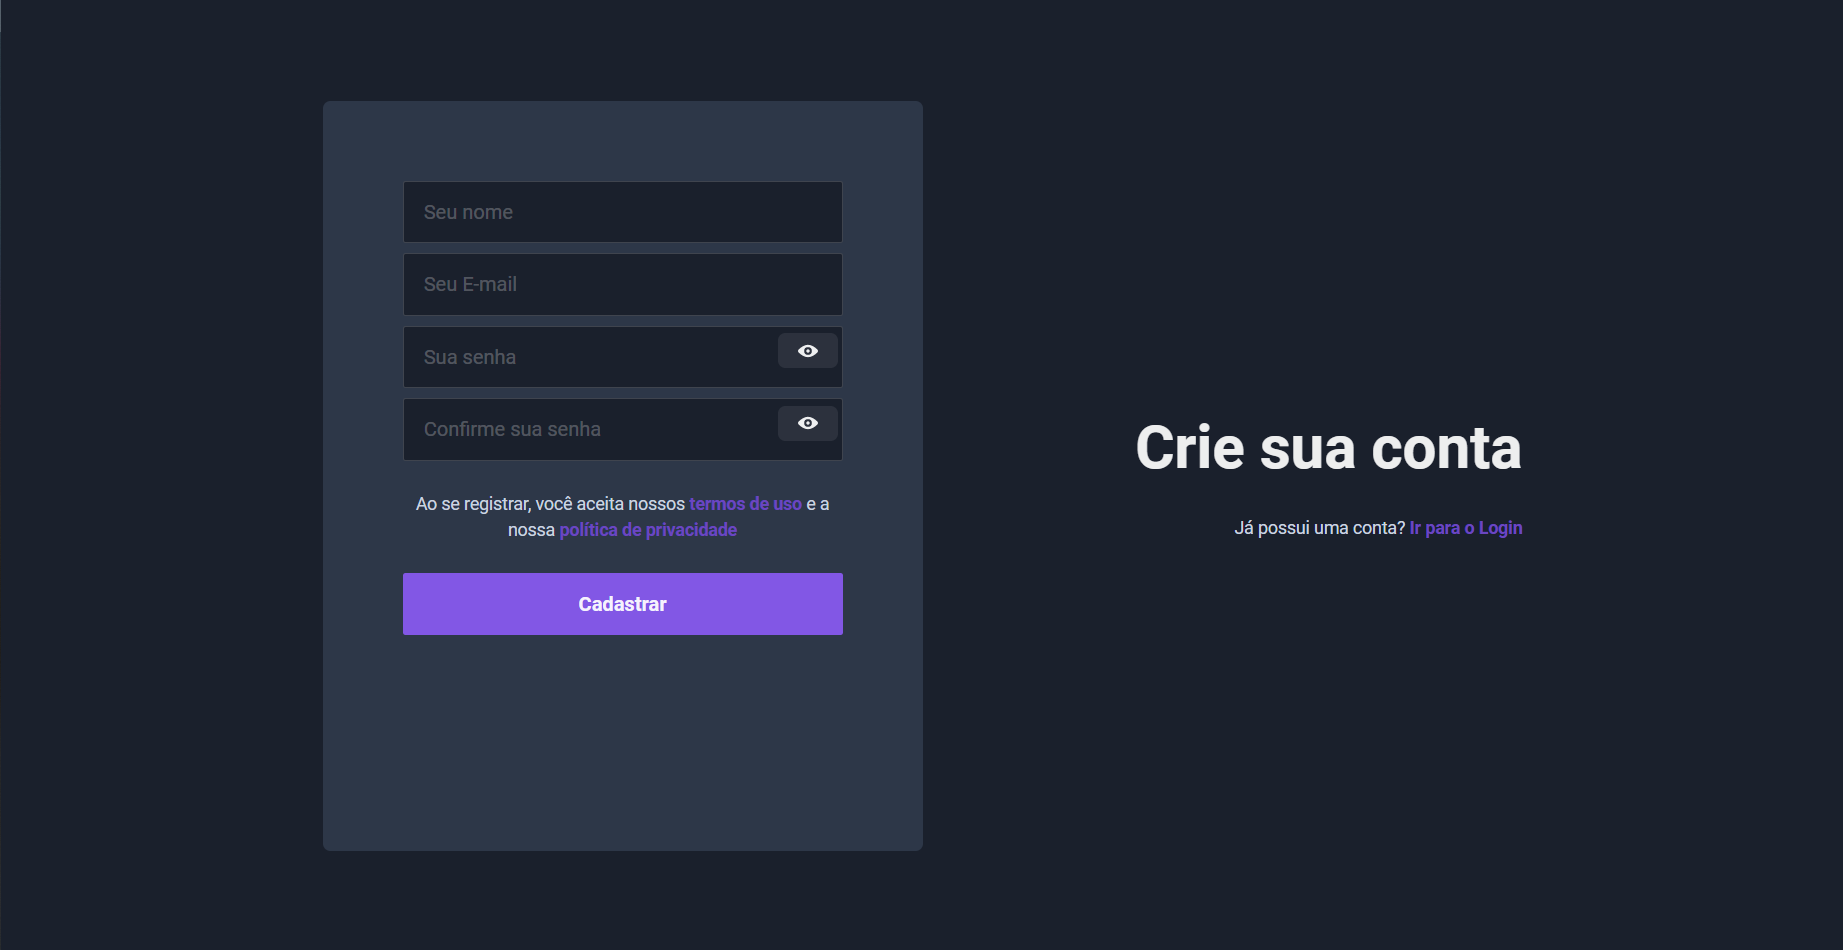 Seu nome
Seu E-mail
Sua senha
Confirme sua senha
Ao se registrar, você aceita nossos termos de uso e a
nossa política de privacidade
Cadastrar
Crie sua conta
Já possui uma conta? Ir para o Login